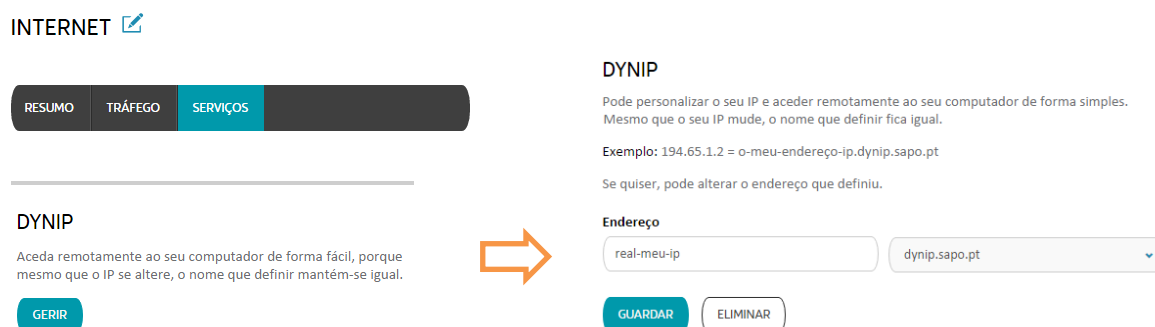 INTERNET
RESUMO TRÁFEGO SERVIÇOS
DYNIP
Aceda remotamente ao seu computador de forma fácil, porque
mesmo que o IP se altere, o nome que definir mantém-se igual.
GERIR
DYNIP
Pode personalizar o seu IP e aceder remotamente ao seu computador de forma simples.
Mesmo que o seu IP mude, o nome que definir fica igual.
Exemplo: 194.65.1.2 = o-meu-endereço-ip.dynip.sapo.pt
Se quiser, pode alterar o endereço que definiu.
Endereço
real-meu-ip dynip.sapo.pt
GUARDAR ELIMINAR